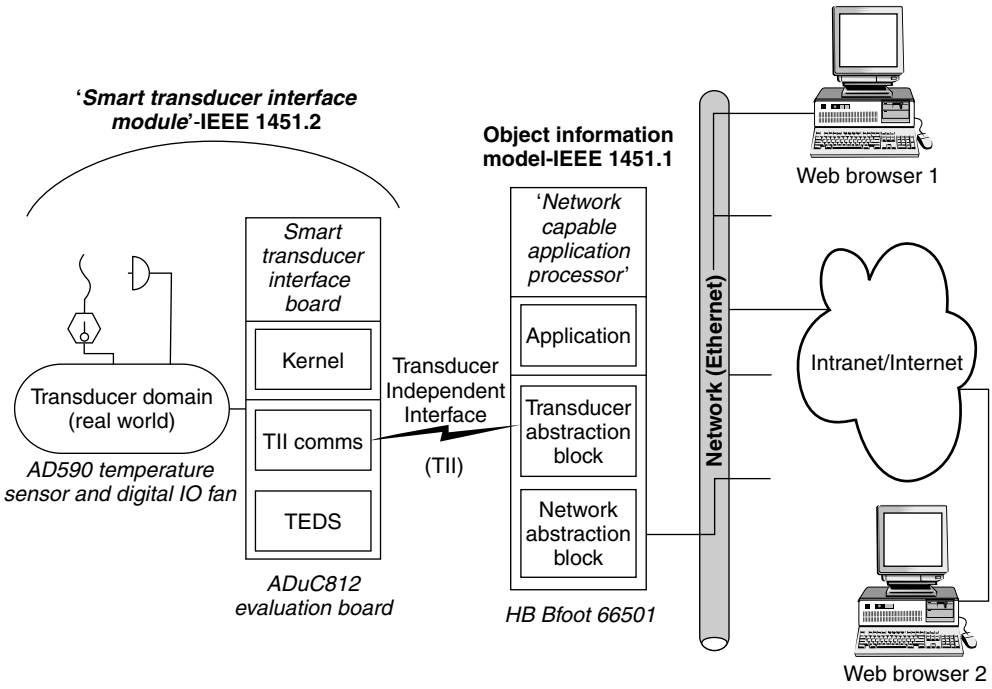 ‘Smart transducer interface
module’-IEEE 1451.2
Object information
model-IEEE 1451.1
Smart
transducer
interface
board
Kernel
TII comms
TEDS
ADuC812
evaluation board
Transducer domain
(real world)
AD590 temperature
sensor and digital IO fan
Transducer
Independent
Interface
(TII)
‘Network
capable
application
processor’
Application
Transducer
abstraction
block
Network
abstraction
block
HB Bfoot 66501
Network (Ethernet)
Web browser 1
Intranet/Internet
Web browser 2